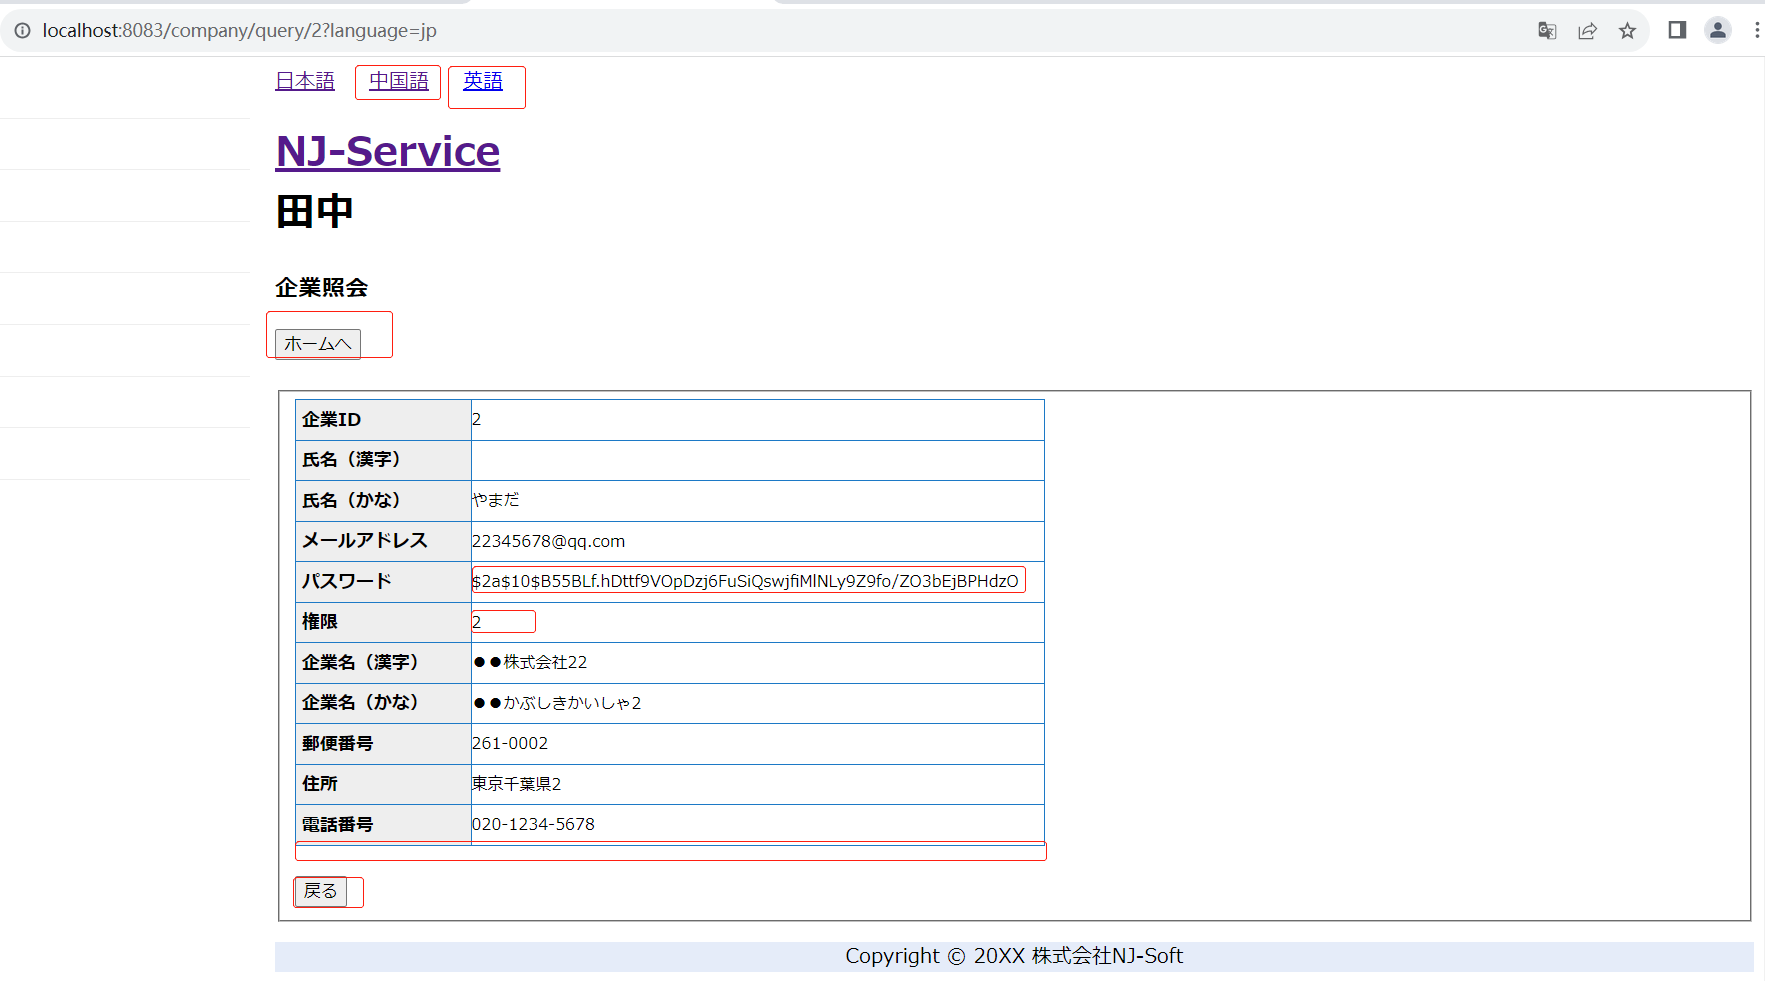 localhost:8083/company/query/2?language=jp
日本語 中国語 英語
NJ-Service
田中
企業照会
ホームへ
企業ID 2
氏名（漢字）
氏名（かな） やまだ
メールアドレス 22345678@qq.com
パスワード $2a$10$B55BLf.hDttf9VOpDzj6FuSiQswjfiMlNLy9Z9fo/ZO3bEjBPHdzO
権限 2
企業名（漢字） ●●株式会社22
企業名（かな） ●●かぶしきかいしゃ2
郵便番号 261-0002
住所 東京千葉県2
電話番号 020-1234-5678
戻る
Copyright © 20XX 株式会社NJ-Soft